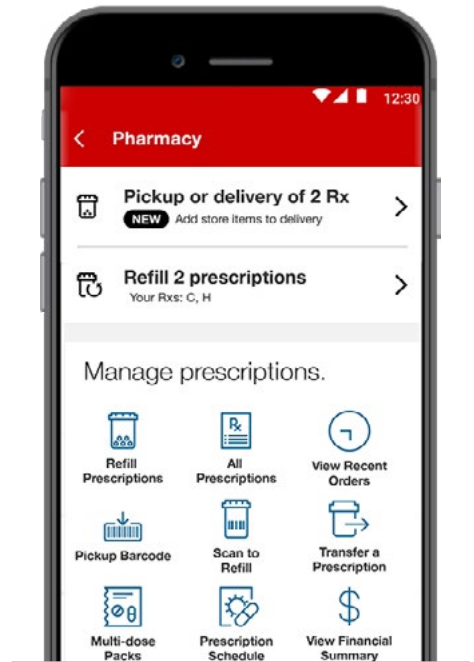 12:30
Pharmacy
Pickup or delivery of 2 Rx
NEW Add store items to delivery
Refill 2 prescriptions
Your Rxs: C, H
Manage prescriptions.
Refill
Prescriptions
All
Prescriptions
View Recent
Orders
Pickup Barcode
Scan to
Refill
Transfer a
Prescription
Multi-dose
Packs
Prescription
Schedule
View Financial
Summary